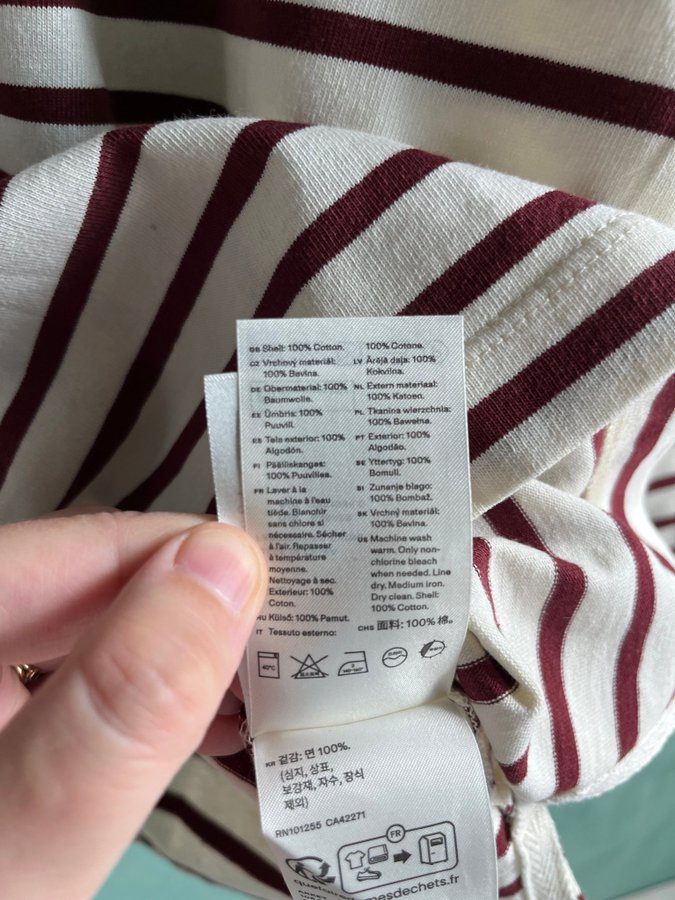 GB Shell: 100% Cotton.
CZ Vrchový materiál:
100% Bavlna.
DE Obermaterial: 100%
Baumwolle.
EE Ümbris: 100%
Puuvill.
ES Tela exterior: 100%
Algodón.
FI Päälliskangas:
100% Puuvillaa.
FR Laver à la
machine à l'eau
tiède. Blanchir
sans chlore si
nécessaire. Sécher
à l'air. Repasser
à température
moyenne.
Nettoyage à sec.
Exterieur: 100%
Coton.
HU Külső: 100% Pamut.
IT Tessuto esterno:
100% Cotone.
LV Ārējā daļa: 100%
Kokvilna.
NL Extern materiaal:
100% Katoen.
PL Tkanina wierzchnia:
100% Bawełna.
PT Exterior: 100%
Algodão.
SE Yttertyg: 100%
Bomull.
SI Zunanje blago:
100% Bombaž.
SK Vrchný materiál:
100% Bavlna.
US Machine wash
warm. Only non-
chlorine bleach
when needed. Line
dry. Medium iron.
Dry clean. Shell:
100% Cotton.
CHS 面料: 100% 棉。
40°C
KR 겉감: 면 100%.
(심지, 상표,
보강재, 자수, 장식
제외)
RN101255 CA42271
FR
mesdechets.fr